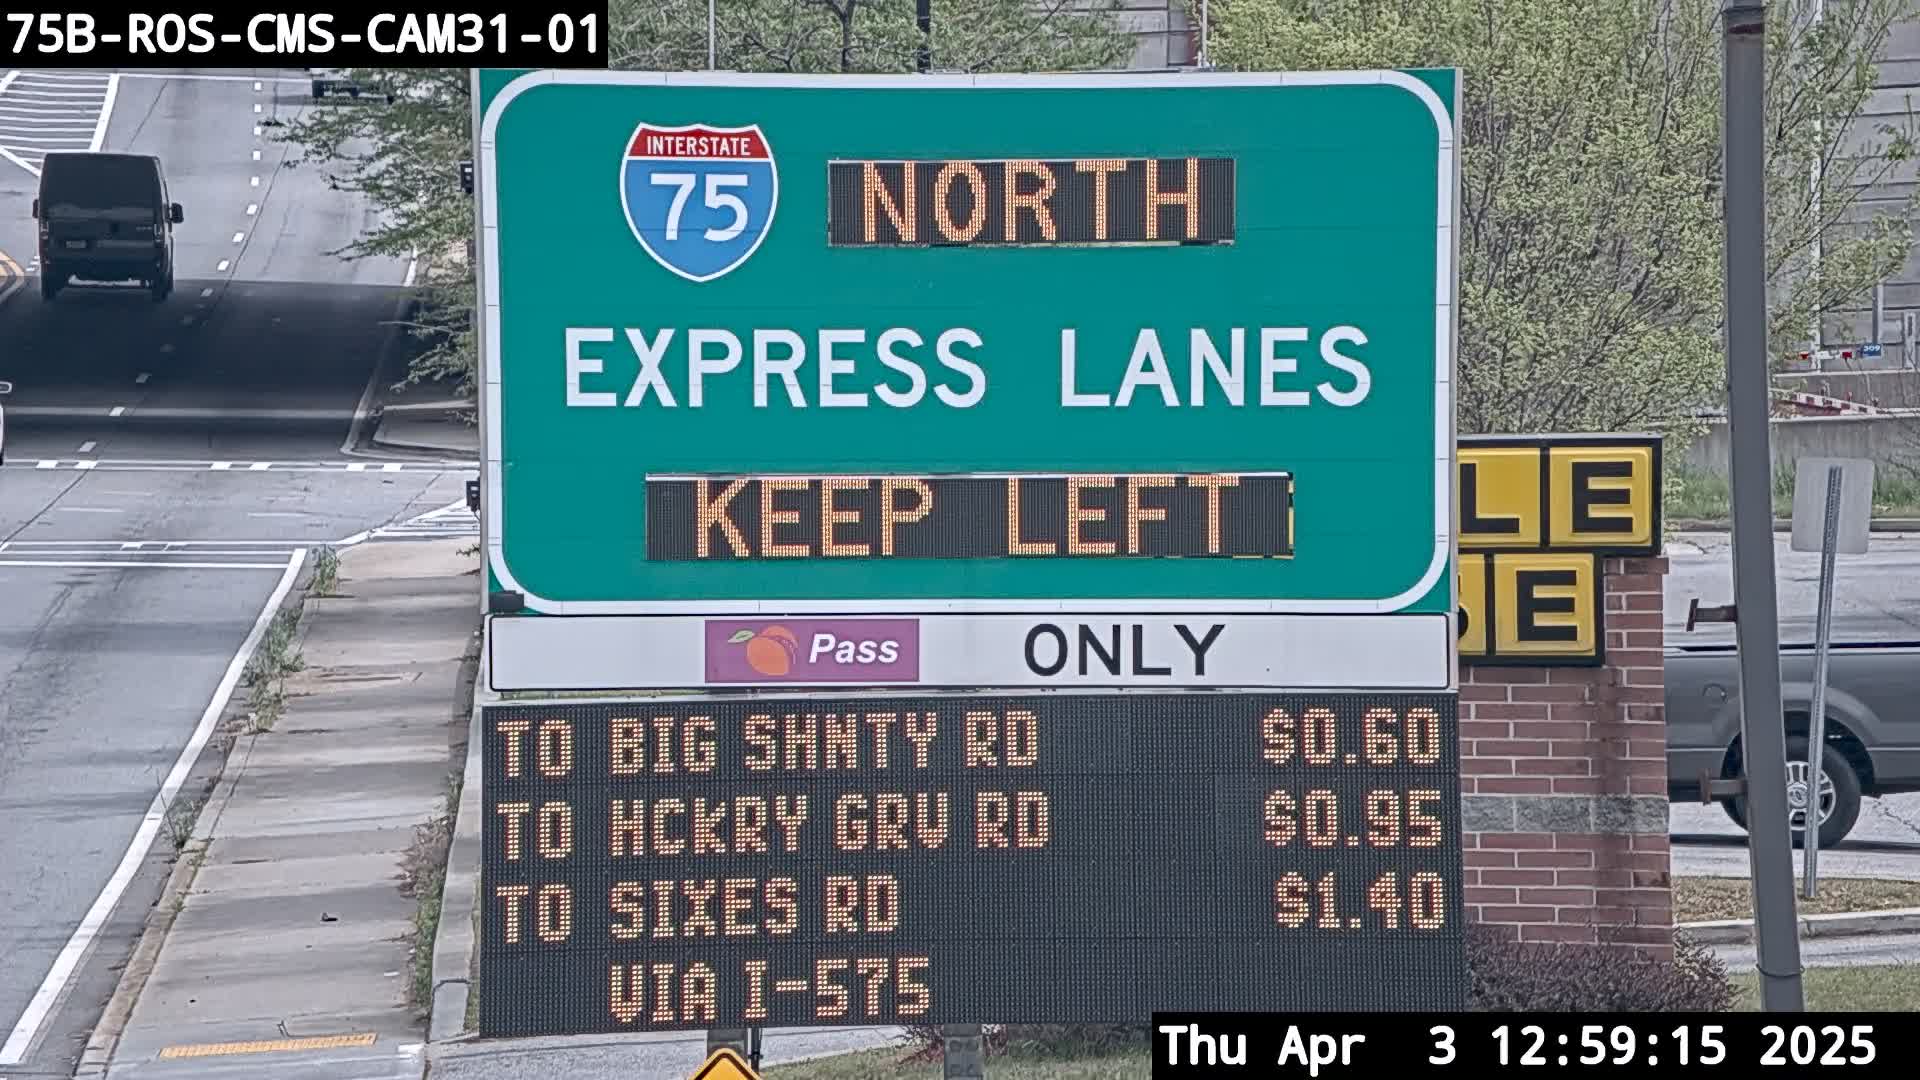 75B-ROS-CMS-CAM31-01
INTERSTATE
75
NORTH
EXPRESS LANES
KEEP LEFT
Pass ONLY
TO BIG SHNTY RD $0.60
TO HCKRY GRV RD $0.95
TO SIXES RD $1.40
VIA I-575
LE
E
309
Thu Apr 3 12:59:15 2025